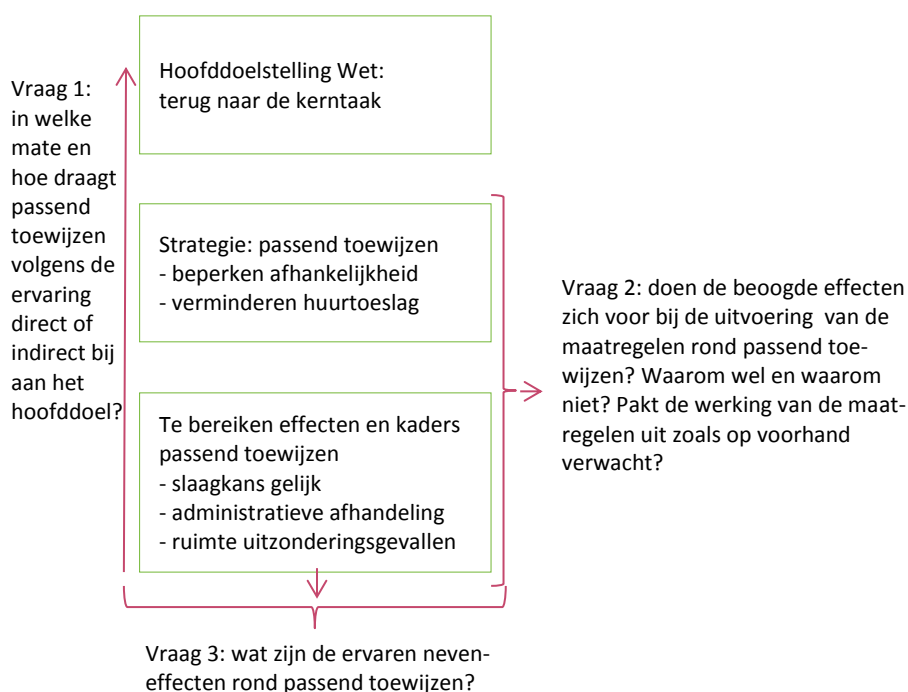 Vraag 1:
in welke
mate en
hoe draagt
passend
toewijzen
volgens de
ervaring
direct of
indirect bij
aan het
hoofddoel?
Hoofddoelstelling Wet:
terug naar de kerntaak
Strategie: passend toewijzen
- beperken afhankelijkheid
- verminderen huurtoeslag
Te bereiken effecten en kaders
passend toewijzen
- slaagkans gelijk
- administratieve afhandeling
- ruimte uitzonderingsgevallen
Vraag 2: doen de beoogde effecten
zich voor bij de uitvoering van de
maatregelen rond passend toe-
wijzen? Waarom wel en waarom
niet? Pakt de werking van de maat-
regelen uit zoals op voorhand
verwacht?
Vraag 3: wat zijn de ervaren neven-
effecten rond passend toewijzen?